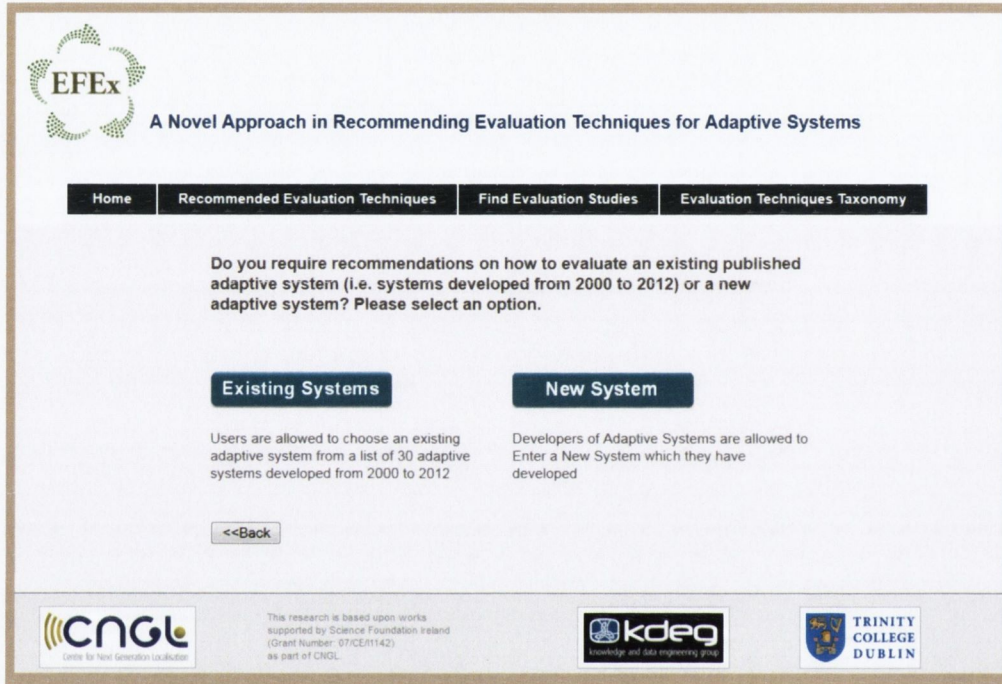 EFEx
A Novel Approach in Recommending Evaluation Techniques for Adaptive Systems
Home Recommended Evaluation Techniques Find Evaluation Studies Evaluation Techniques Taxonomy
Do you require recommendations on how to evaluate an existing published
adaptive system (i.e. systems developed from 2000 to 2012) or a new
adaptive system? Please select an option.
Existing Systems
Users are allowed to choose an existing
adaptive system from a list of 30 adaptive
systems developed from 2000 to 2012
New System
Developers of Adaptive Systems are allowed to
Enter a New System which they have
developed
<<Back
CNGL
Centre for Next Generation Localisation
This research is based upon works
supported by Science Foundation Ireland
(Grant Number: 07/CE/I1142)
as part of CNGL.
kdeg
knowledge and data engineering group
TRINITY
COLLEGE
DUBLIN